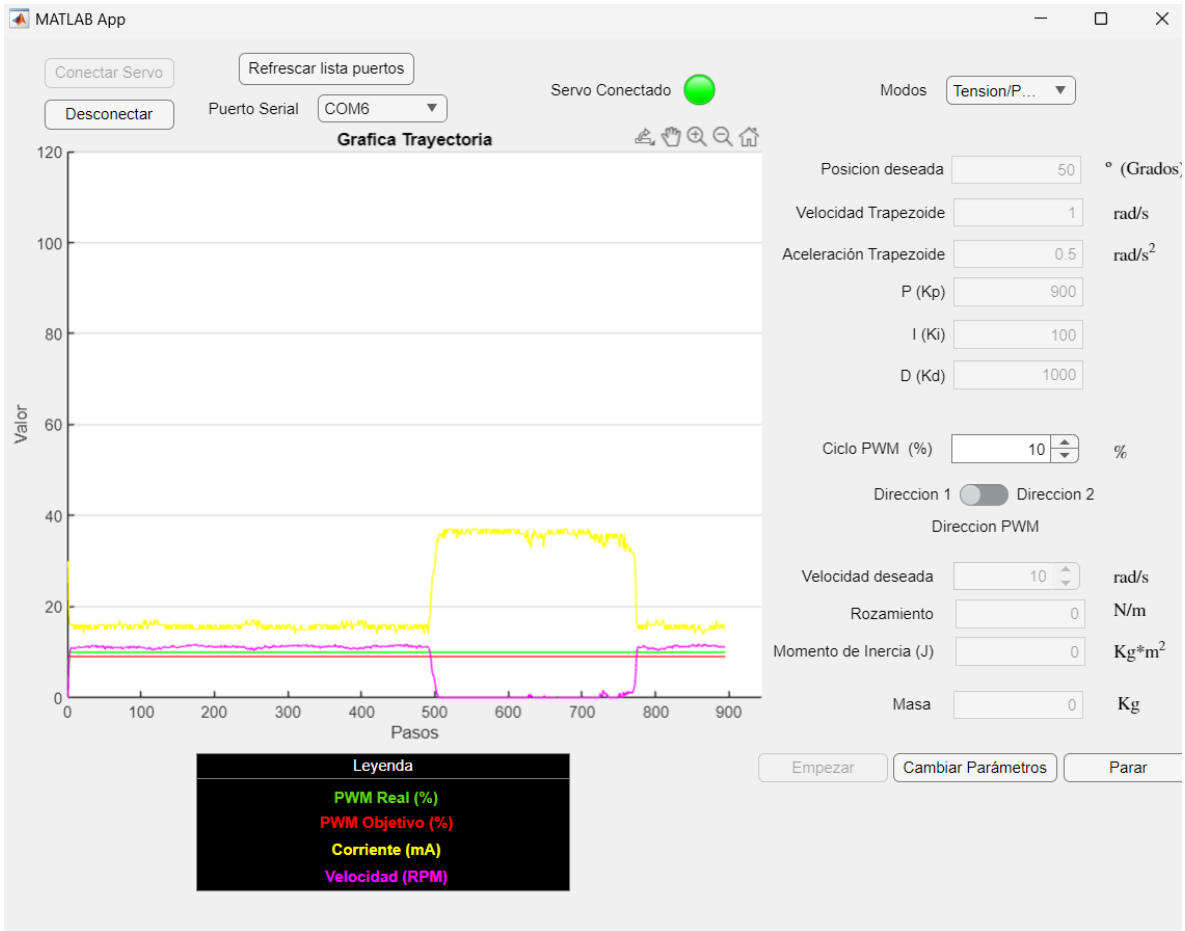 MATLAB App
Conectar Servo
Refrescar lista puertos
Servo Conectado
Modos
Tension/P...
Desconectar
Puerto Serial
COM6
Grafica Trayectoria
Valor
120
100
80
60
40
20
0
0 100 200 300 400 500 600 700 800 900
Pasos
Posicion deseada 50 º (Grados)
Velocidad Trapezoide 1 rad/s
Aceleración Trapezoide 0.5 rad/s²
P (Kp) 900
I (Ki) 100
D (Kd) 1000
Ciclo PWM (%) 10 %
Direccion 1 Direccion 2
Direccion PWM
Velocidad deseada 10 rad/s
Rozamiento 0 N/m
Momento de Inercia (J) 0 Kg*m²
Masa 0 Kg
Empezar
Cambiar Parámetros
Parar
Leyenda
PWM Real (%)
PWM Objetivo (%)
Corriente (mA)
Velocidad (RPM)